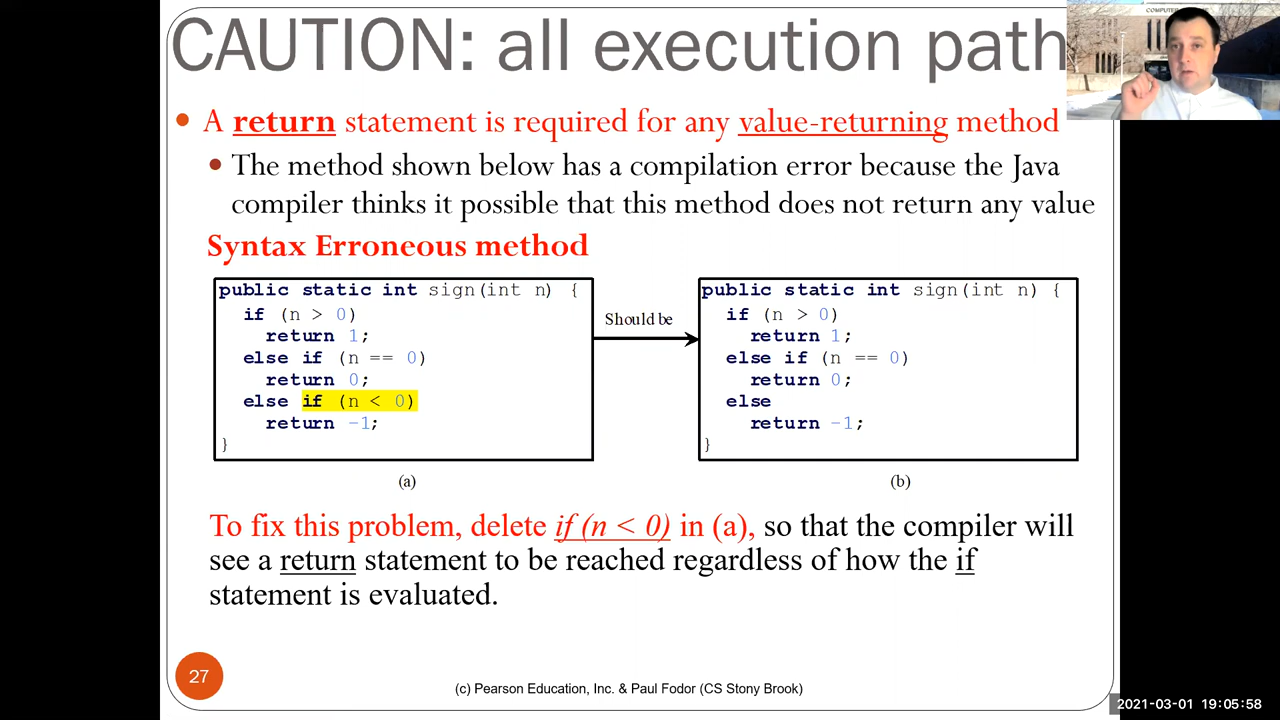 CAUTION: all execution path
COMPUTER
A return statement is required for any value-returning method
The method shown below has a compilation error because the Java
compiler thinks it possible that this method does not return any value
Syntax Erroneous method
public static int sign(int n) {
if (n > 0)
return 1;
else if (n == 0)
return 0;
else if (n < 0)
return -1;
}
(a)
Should be
public static int sign(int n) {
if (n > 0)
return 1;
else if (n == 0)
return 0;
else
return -1;
}
(b)
To fix this problem, delete if (n < 0) in (a), so that the compiler will
see a return statement to be reached regardless of how the if
statement is evaluated.
27
(c) Pearson Education, Inc. & Paul Fodor (CS Stony Brook)
2021-03-01 19:05:58